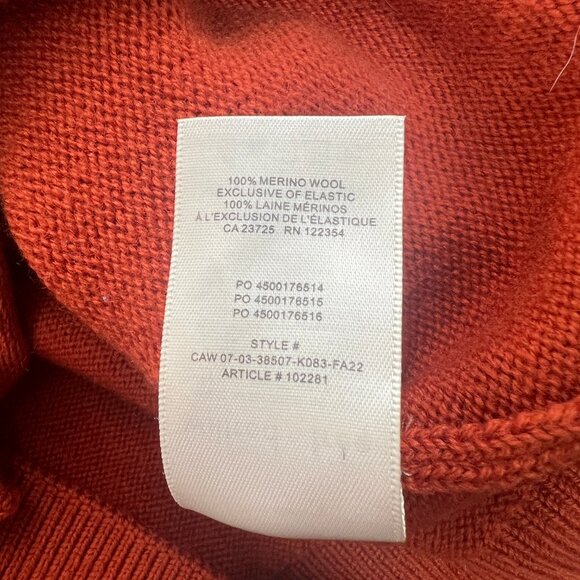 100% MERINO WOOL
EXCLUSIVE OF ELASTIC
100% LAINE MÉRINOS
À L'EXCLUSION DE L'ÉLASTIQUE
CA 23725 RN 122354
PO 4500176514
PO 4500176515
PO 4500176516
STYLE #
CAW 07-03-38507-K083-FA22
ARTICLE # 102281